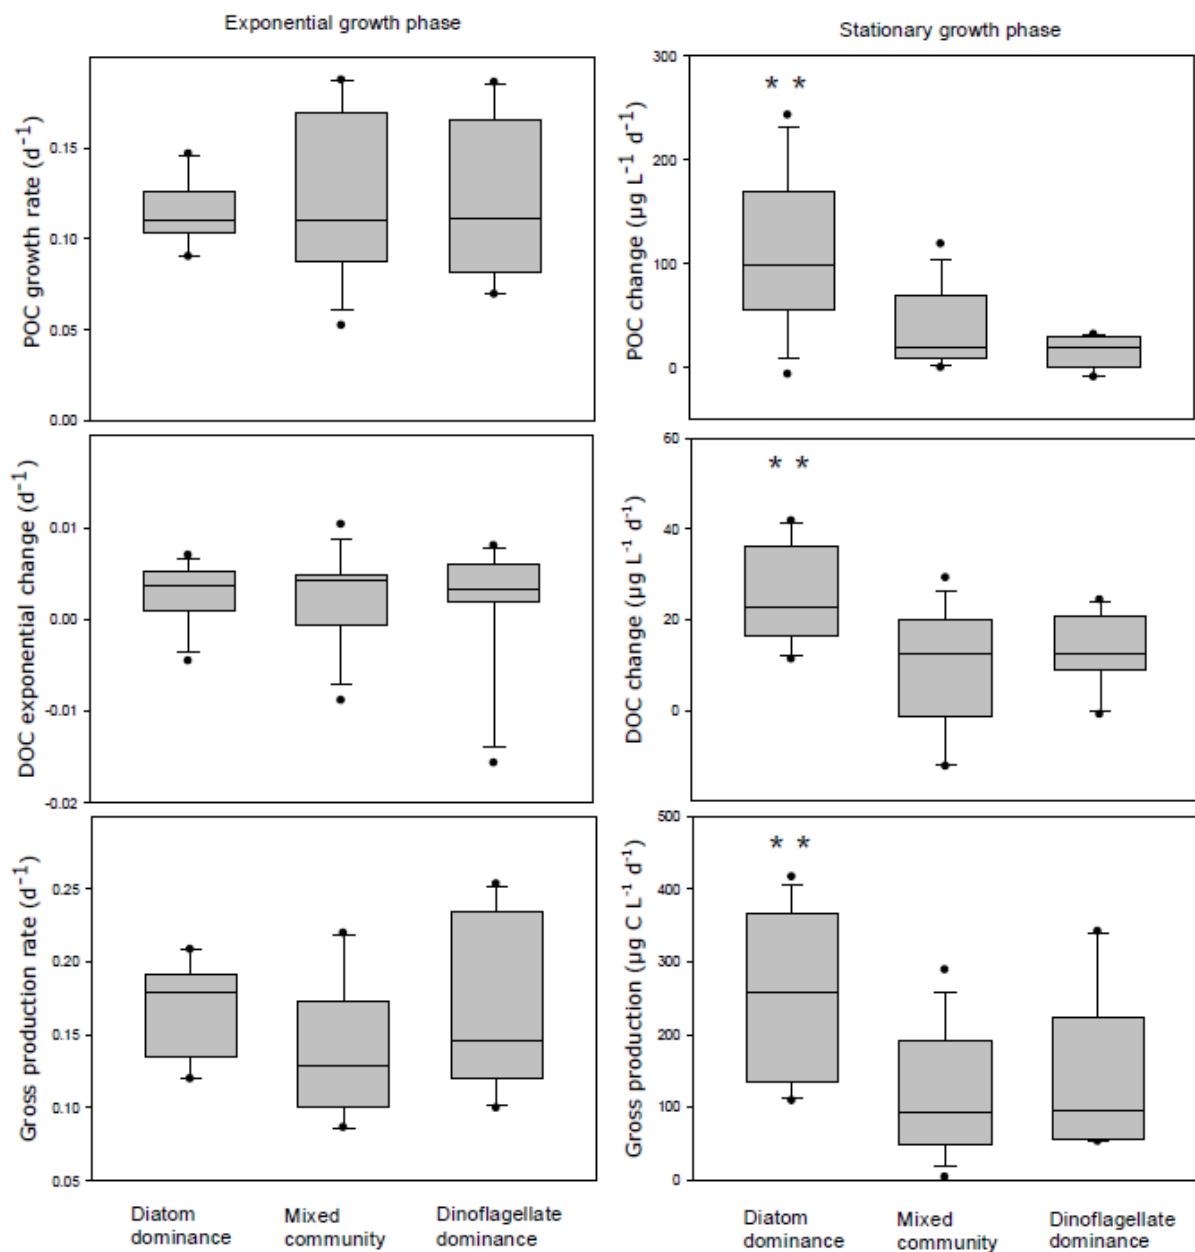 Exponential growth phase
Stationary growth phase
POC growth rate (d⁻¹)
0.15
0.10
0.05
0.00
POC change (µg L⁻¹ d⁻¹)
300
200
100
0
* *
DOC exponential change (d⁻¹)
0.01
0.00
-0.01
-0.02
DOC change (µg L⁻¹ d⁻¹)
60
40
20
0
* *
Gross production rate (d⁻¹)
0.25
0.20
0.15
0.10
0.05
Gross production (µg C L⁻¹ d⁻¹)
500
400
300
200
100
0
* *
Diatom
dominance
Mixed
community
Dinoflagellate
dominance
Diatom
dominance
Mixed
community
Dinoflagellate
dominance